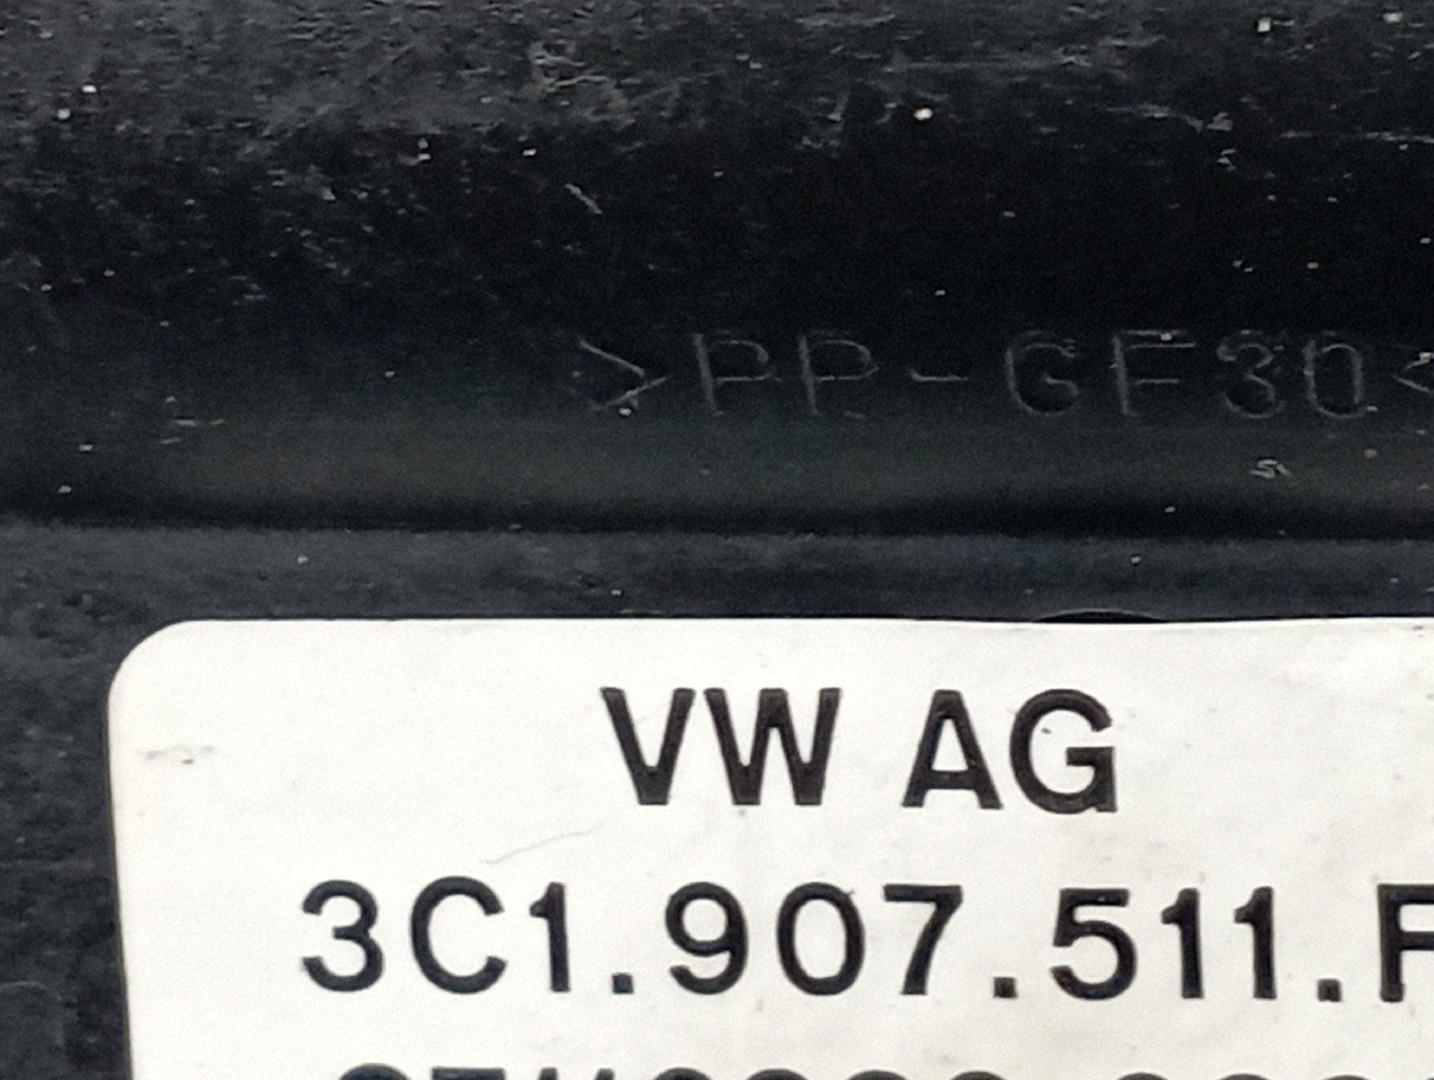 >PP-GF30<
VW AG
3C1.907.511.F